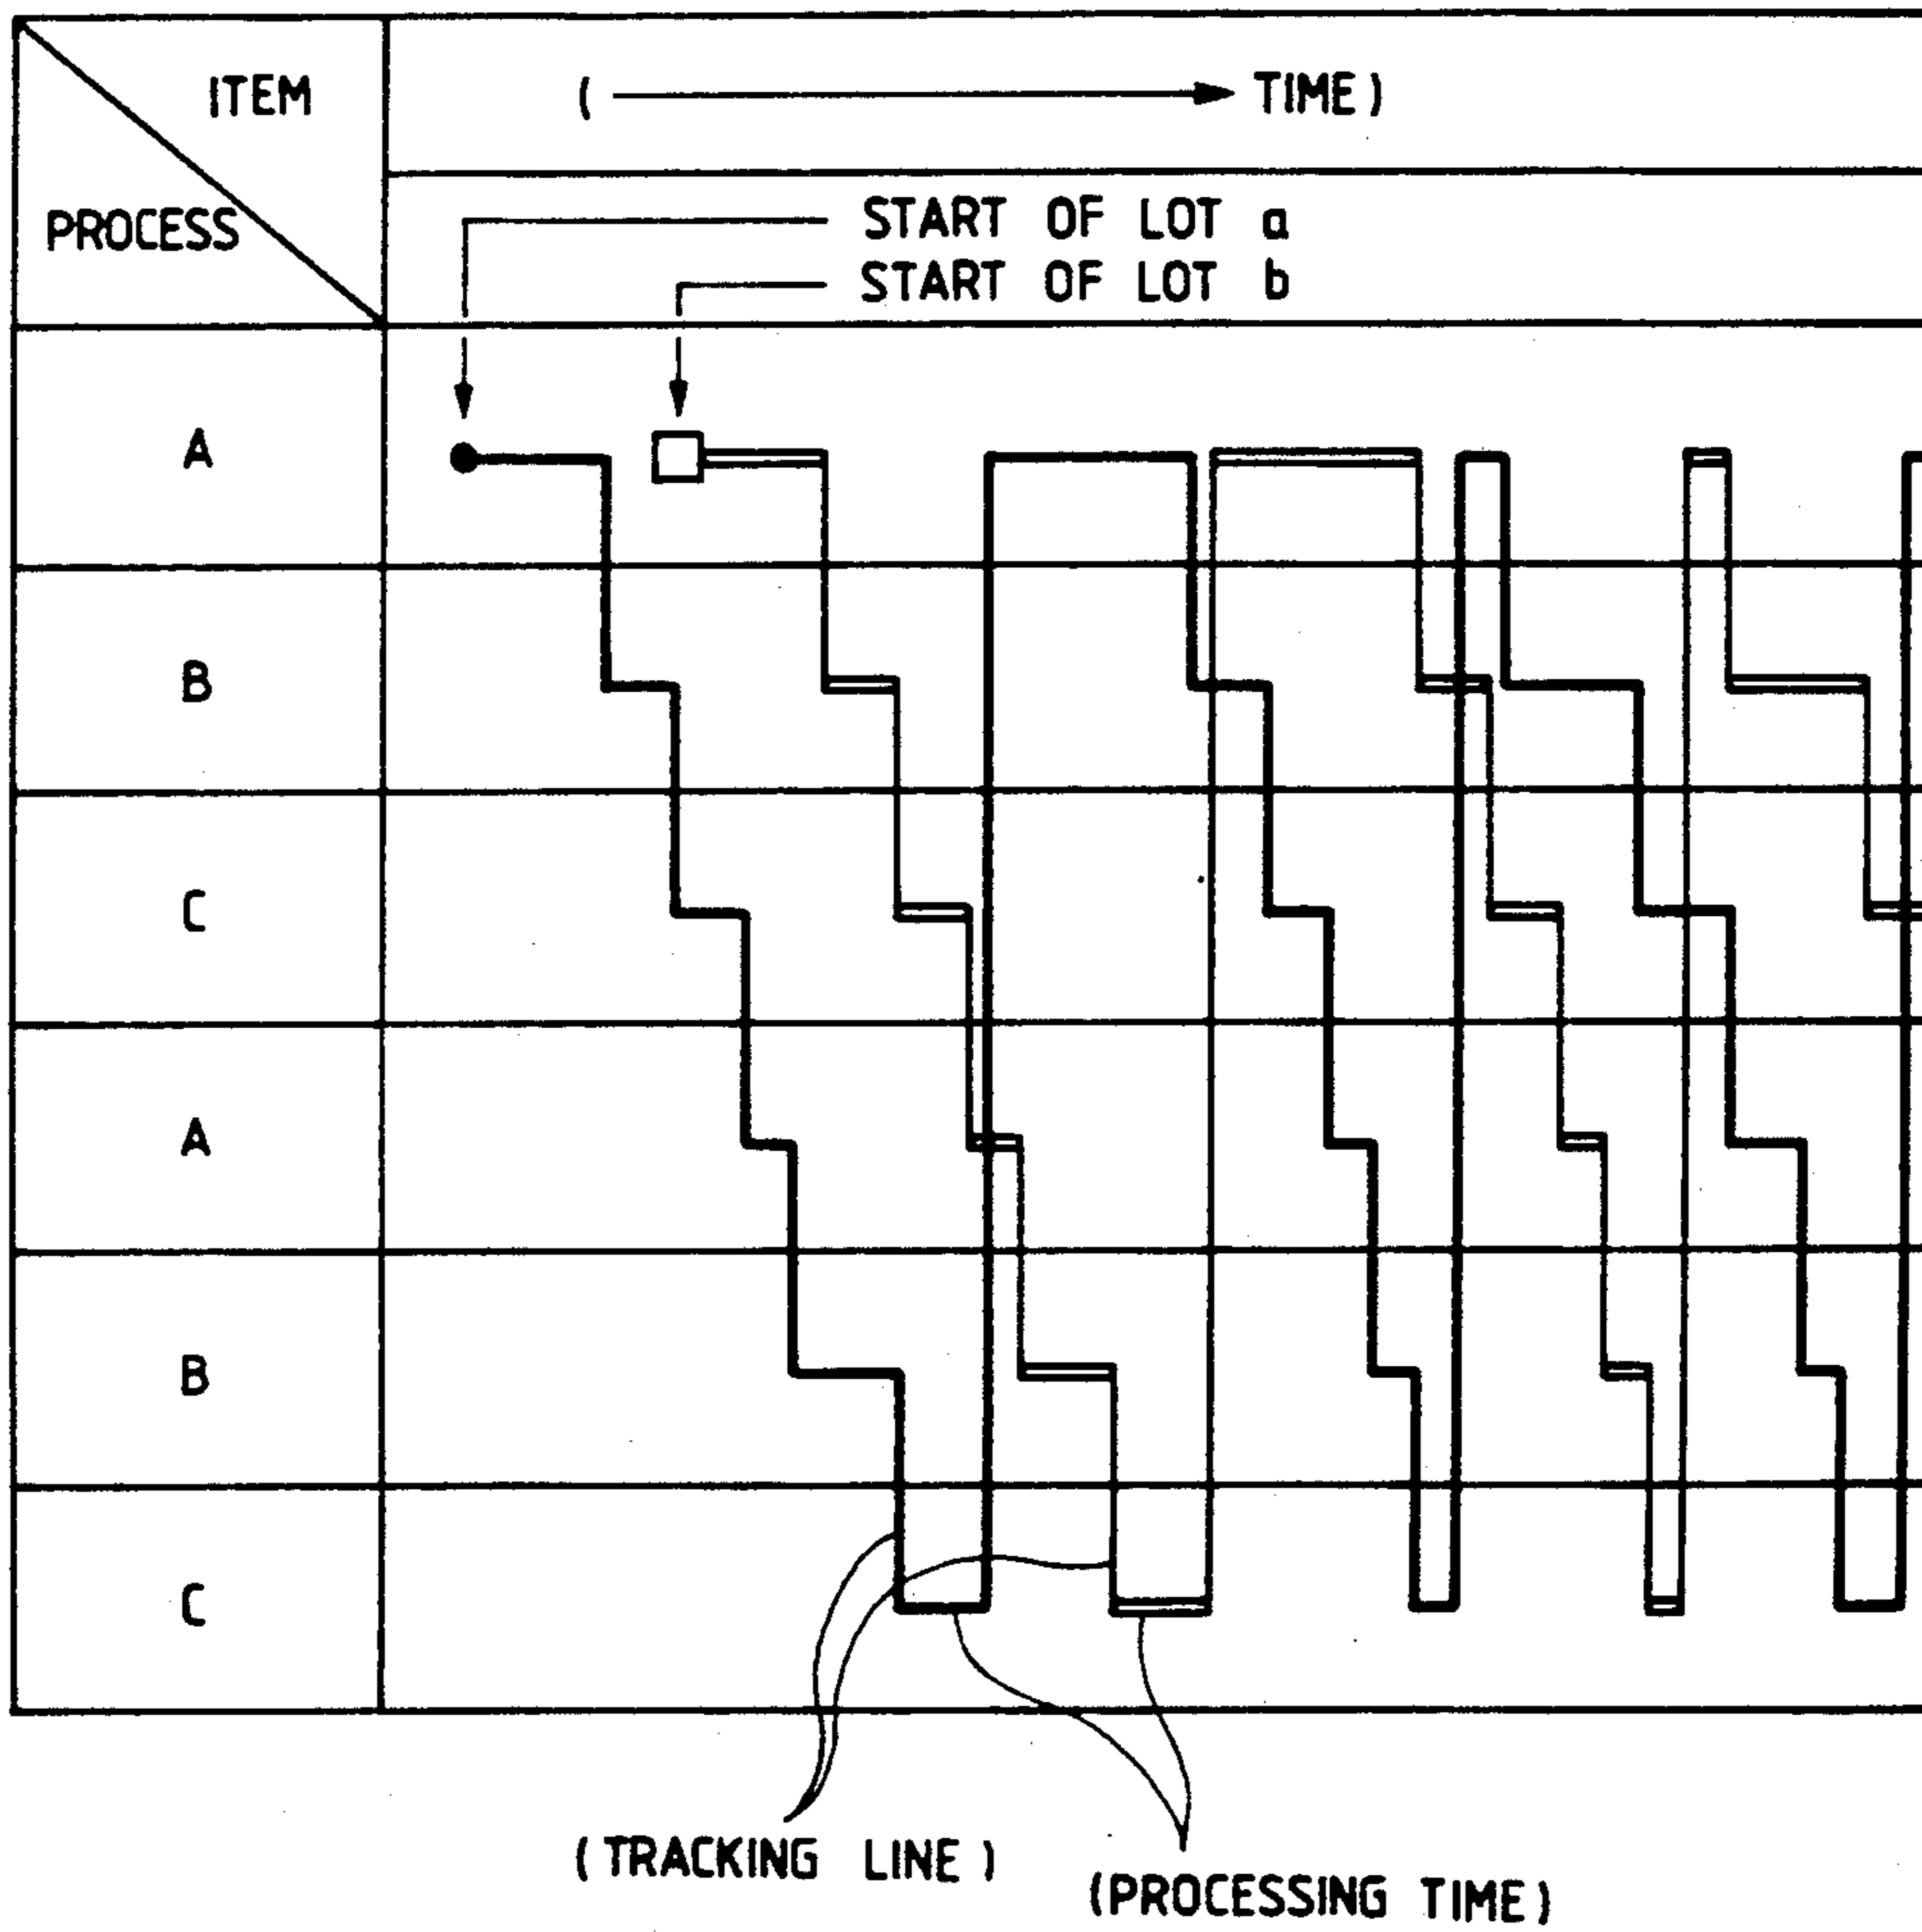 ITEM
( TIME )
PROCESS
START OF LOT a
START OF LOT b
A
B
C
A
B
C
( TRACKING LINE )
(PROCESSING TIME)